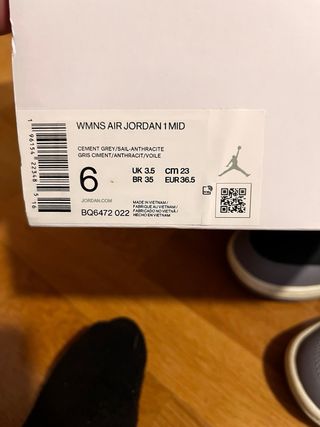 WMNS AIR JORDAN 1 MID
CEMENT GREY/SAIL-ANTHRACITE
GRIS CIMENT/ANTHRACIT/VOILE
6
UK 3.5 CM 23
BR 35 EUR 36.5
JORDAN.COM
BQ6472 022
MADE IN VIETNAM /
FABRIQUE AU VIETNAM /
FABRICADO NO VIETNÃ /
HECHO EN VIETNAM